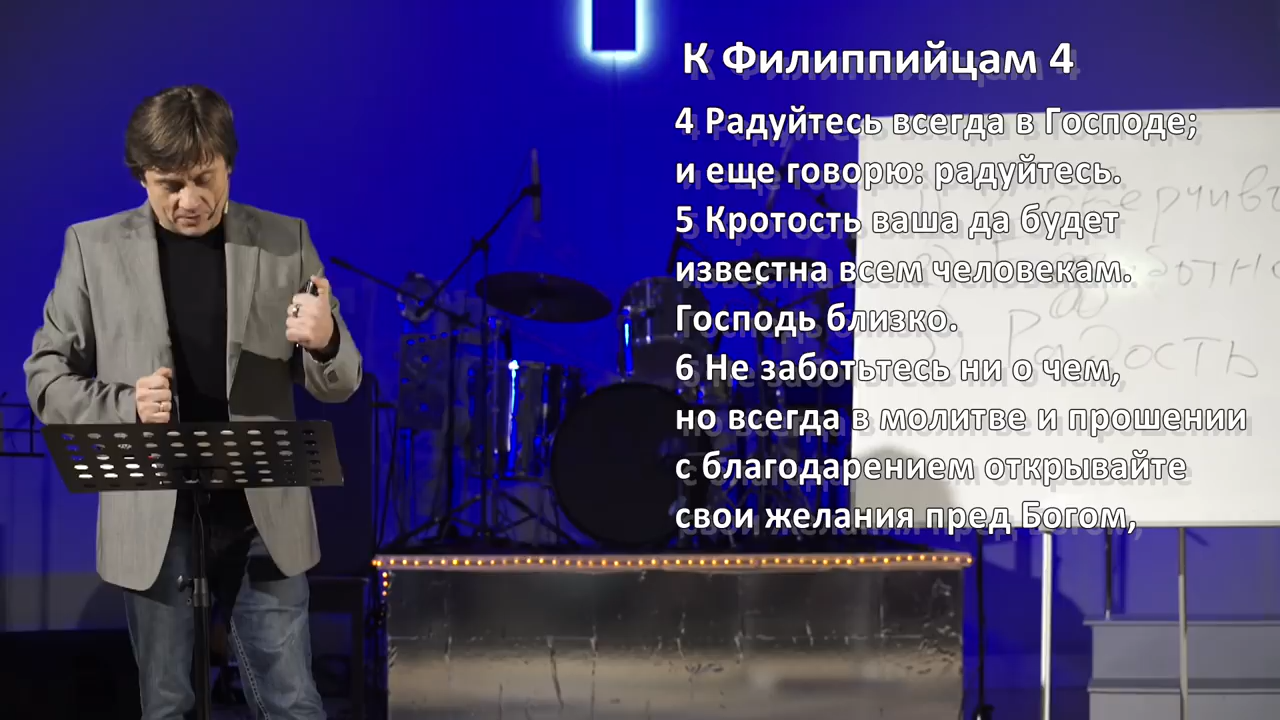 К Филиппийцам 4
4 Радуйтесь всегда в Господе;
и еще говорю: радуйтесь.
5 Кротость ваша да будет
известна всем человекам.
Господь близко.
6 Не заботьтесь ни о чем,
но всегда в молитве и прошении
с благодарением открывайте
свои желания пред Богом,
Радость